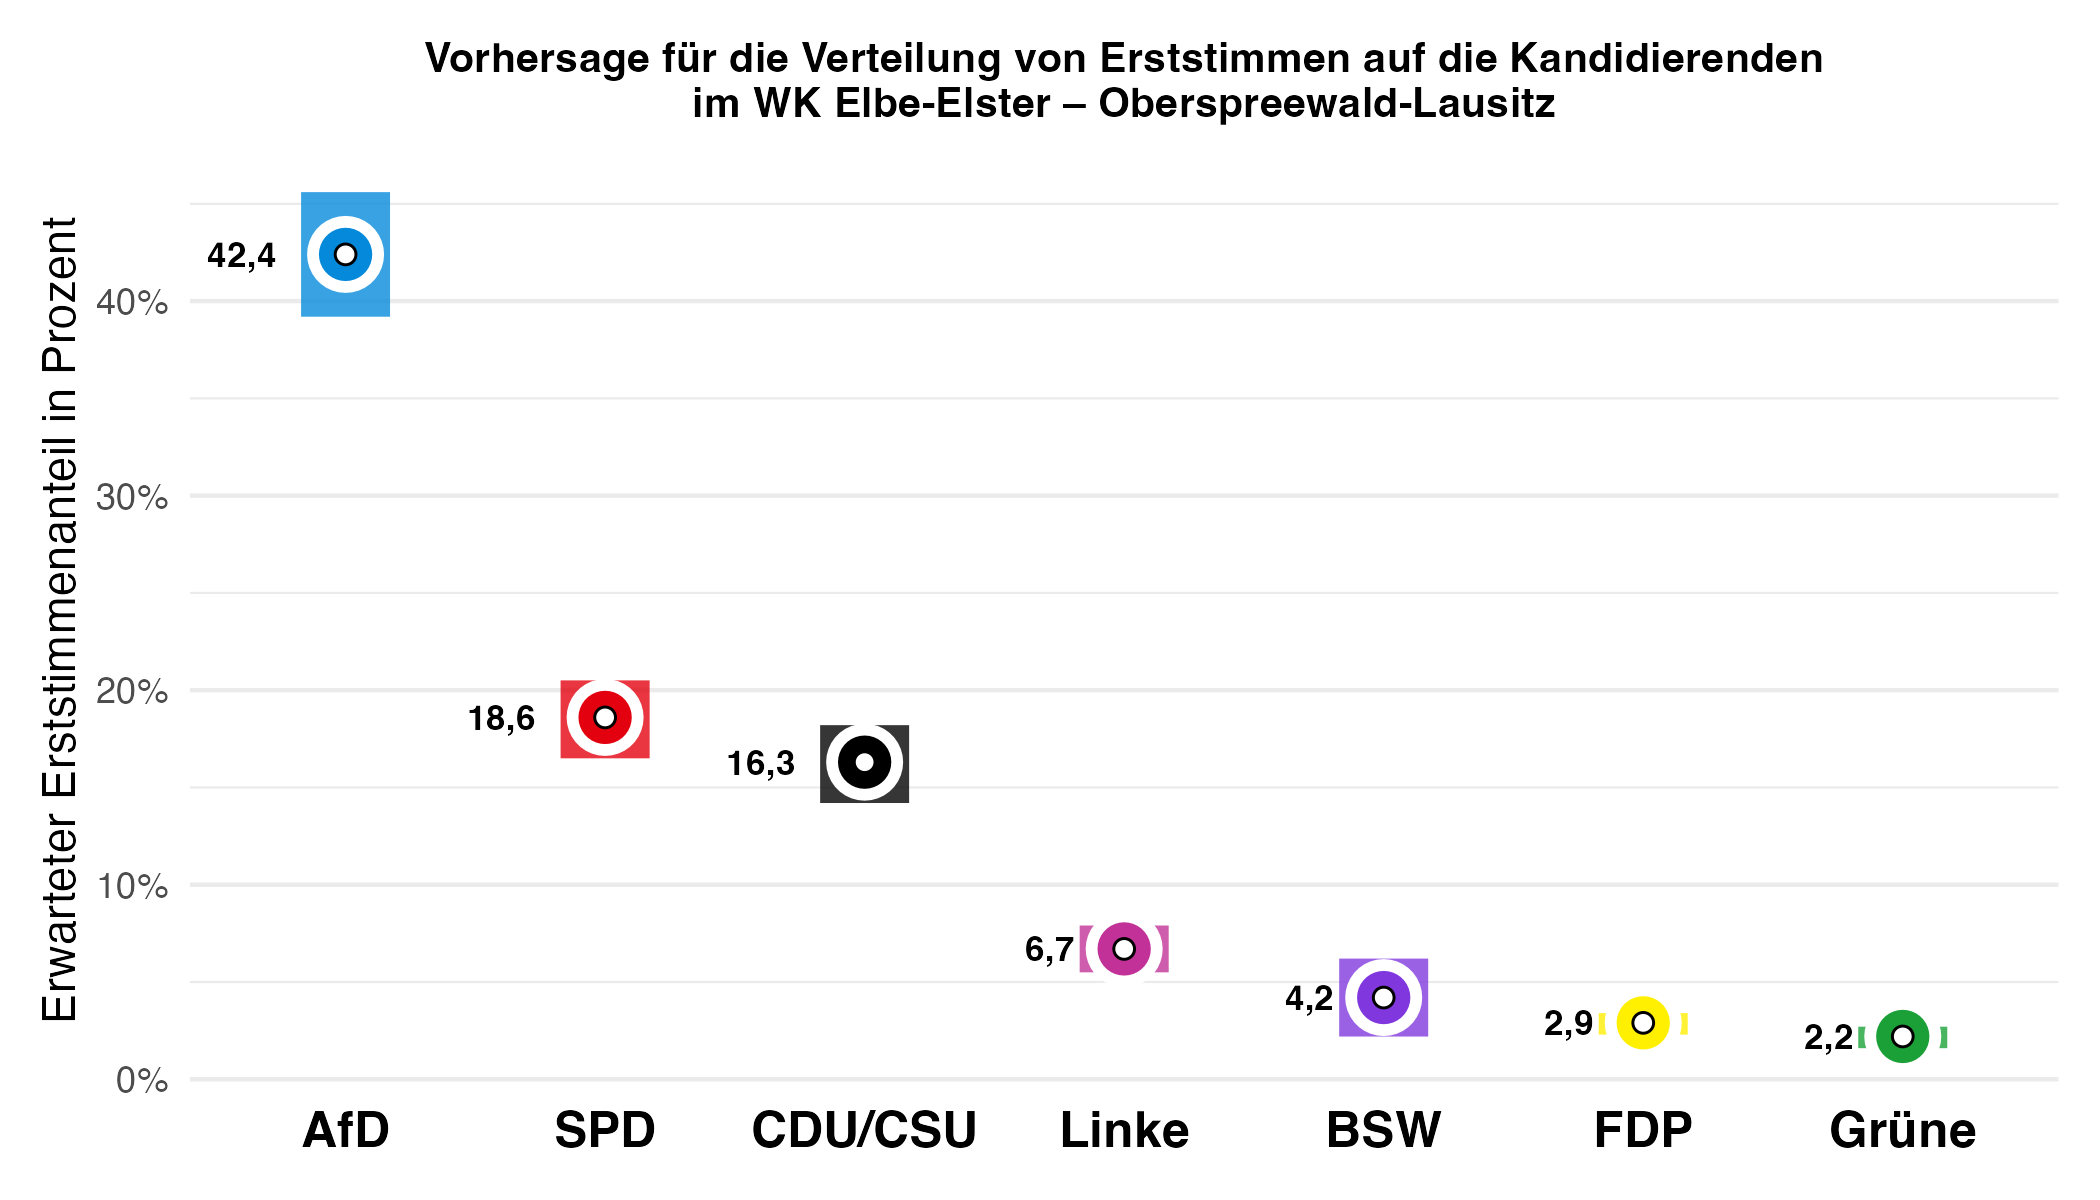 Vorhersage für die Verteilung von Erststimmen auf die Kandidierenden
im WK Elbe-Elster – Oberspreewald-Lausitz
Erwarteter Erststimmenanteil in Prozent
40%
30%
20%
10%
0%
42,4
18,6
16,3
6,7
4,2
2,9
2,2
AfD
SPD
CDU/CSU
Linke
BSW
FDP
Grüne